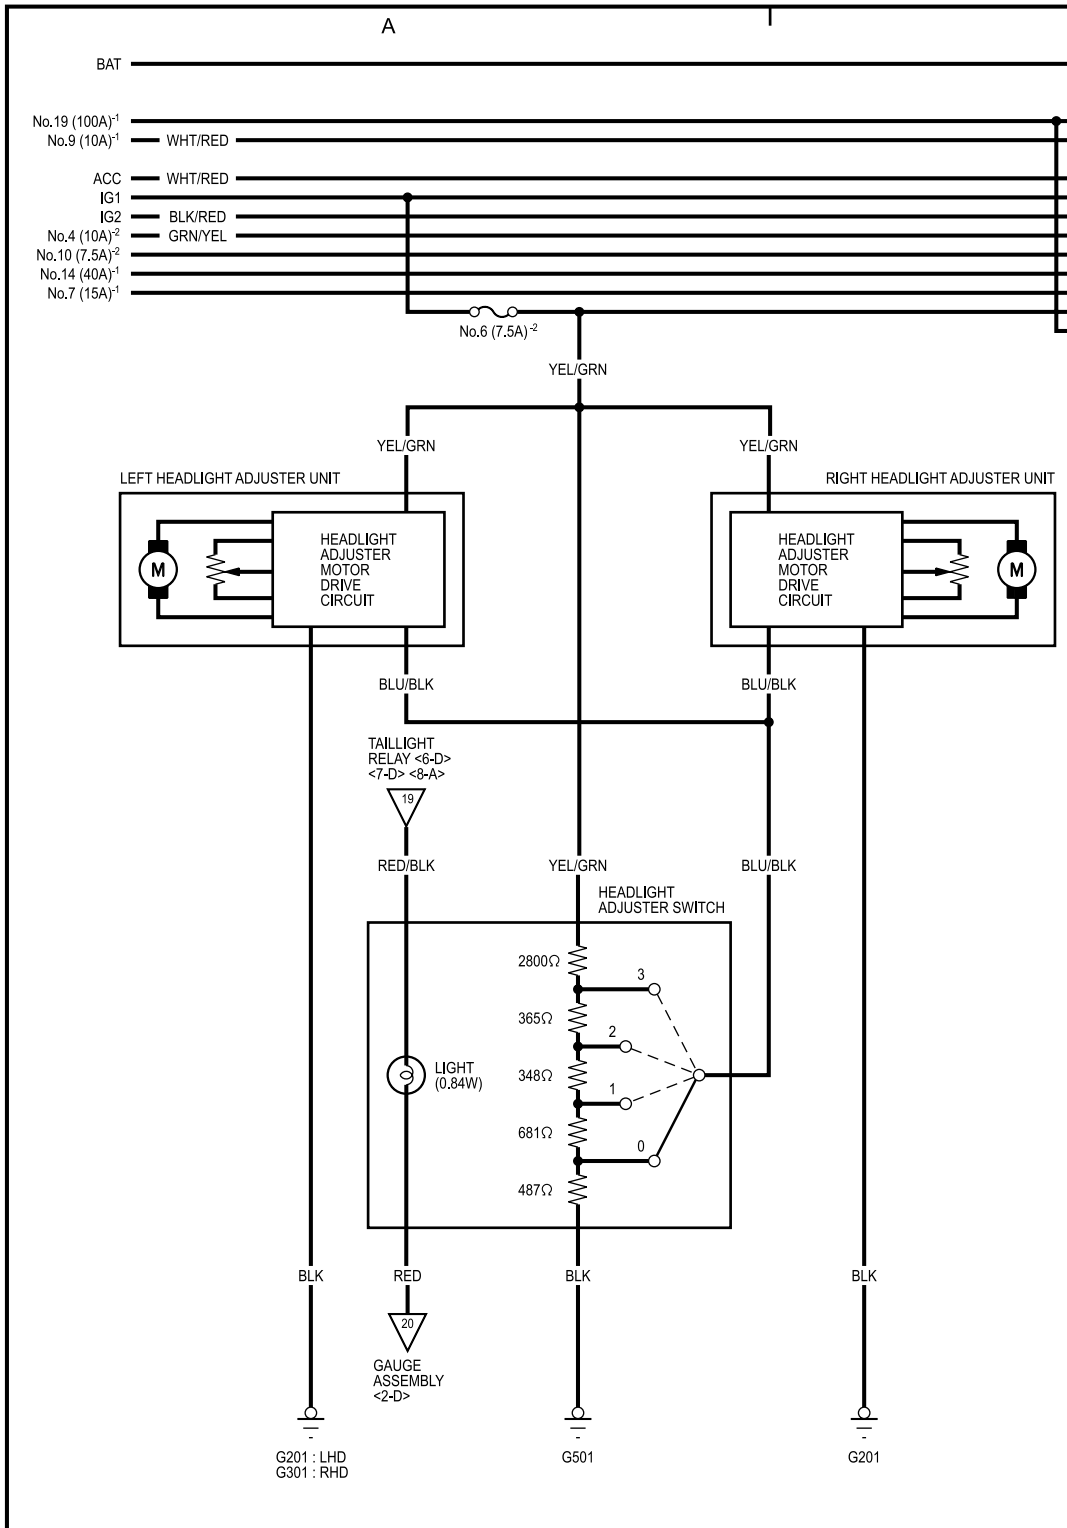 A
BAT
No.19 (100A)-1
No.9 (10A)-1 WHT/RED
ACC WHT/RED
IG1
IG2 BLK/RED
No.4 (10A)-2 GRN/YEL
No.10 (7.5A)-2
No.14 (40A)-1
No.7 (15A)-1
No.6 (7.5A)-2
YEL/GRN
YEL/GRN YEL/GRN
LEFT HEADLIGHT ADJUSTER UNIT
RIGHT HEADLIGHT ADJUSTER UNIT
M
HEADLIGHT
ADJUSTER
MOTOR
DRIVE
CIRCUIT
HEADLIGHT
ADJUSTER
MOTOR
DRIVE
CIRCUIT
M
BLU/BLK BLU/BLK
TAILLIGHT
RELAY <6-D>
<7-D> <8-A>
19
RED/BLK YEL/GRN BLU/BLK
HEADLIGHT
ADJUSTER SWITCH
2800Ω
3
365Ω
2
348Ω
LIGHT
(0.84W)
1
681Ω
0
487Ω
BLK RED BLK BLK
20
GAUGE
ASSEMBLY
<2-D>
G201 : LHD
G301 : RHD
G501
G201